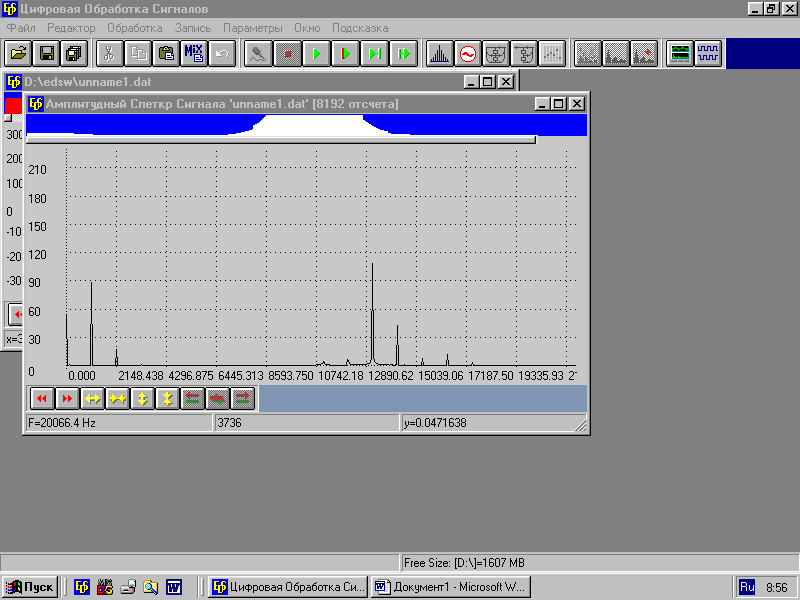 Цифровая Обработка Сигналов
Файл Редактор Обработка Запись Параметры Окно Подсказка
MiX
D:\edsw\unname1.dat
Амплитудный Спектр Сигнала 'unname1.dat' [8192 отсчета]
300
200
100
0
-10
-20
-30
x=3
210
180
150
120
90
60
30
0
0.000 2148.438 4296.875 6445.313 8593.750 10742.18 12890.62 15039.06 17187.50 19335.93 2
F=20066.4 Hz 3736 y=0.0471638
Free Size: [D:\]=1607 MB
Пуск Цифровая Обработка Си... Документ1 - Microsoft W... Ru 8:56